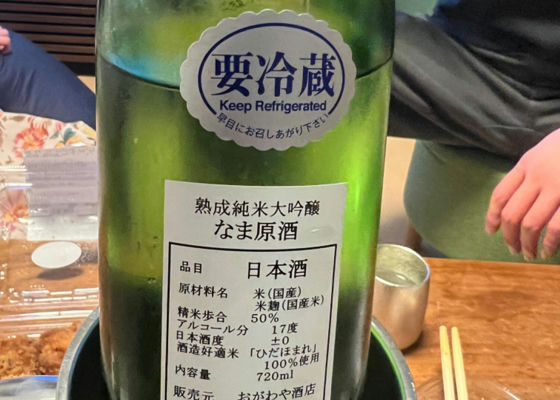 要冷蔵
Keep Refrigerated
早目にお召しあがり下さい
熟成純米大吟醸
なま原酒
品目 日本酒
原材料名 米(国産)
米麹(国産米)
精米歩合 50%
アルコール分 17度
日本酒度 ±0
酒造好適米 「ひだほまれ」
100%使用
内容量 720ml
販売元 おがわや酒店